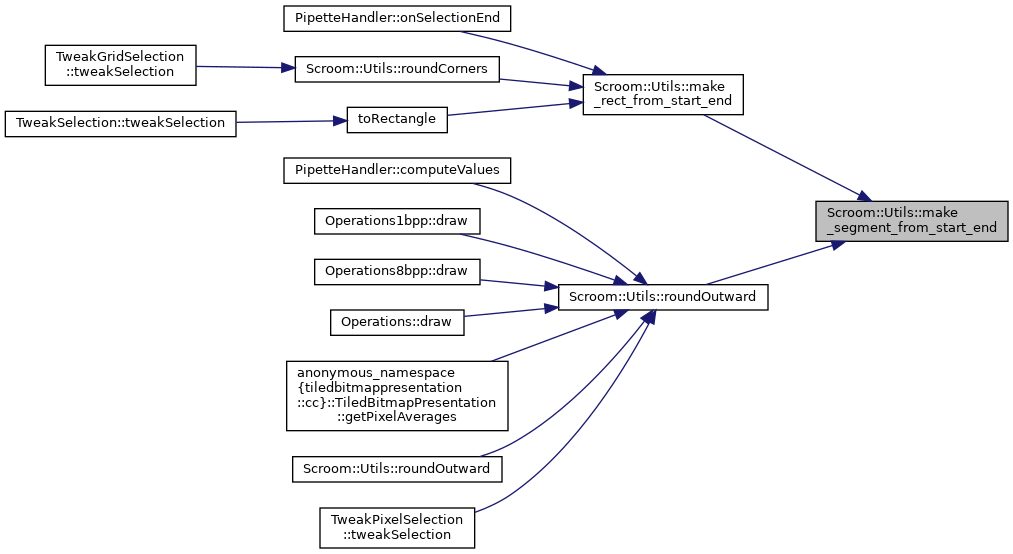 PipetteHandler::onSelectionEnd
TweakGridSelection
::tweakSelection
Scroom::Utils::roundCorners
Scroom::Utils::make
_rect_from_start_end
TweakSelection::tweakSelection
toRectangle
PipetteHandler::computeValues
Operations1bpp::draw
Scroom::Utils::make
_segment_from_start_end
Operations8bpp::draw
Scroom::Utils::roundOutward
Operations::draw
anonymous_namespace
{tiledbitmappresentation
::cc}::TiledBitmapPresentation
::getPixelAverages
Scroom::Utils::roundOutward
TweakPixelSelection
::tweakSelection